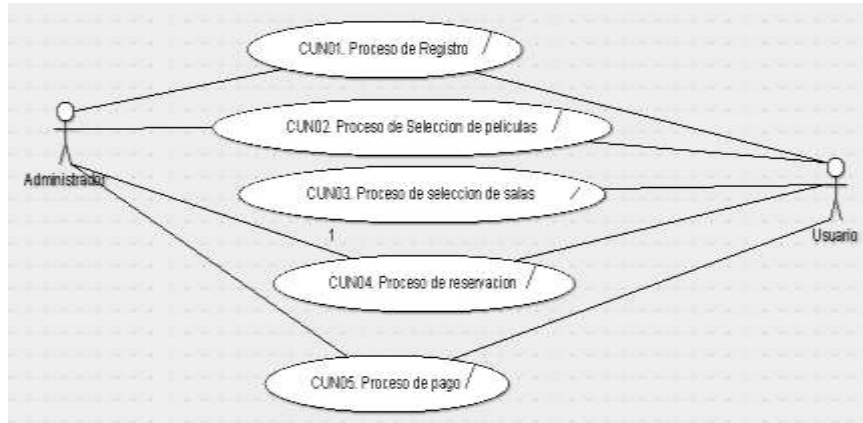 CUN01. Proceso de Registro
CUN02. Proceso de Seleccion de peliculas
Administrador
CUN03. Proceso de seleccion de salas
Usuario
1
CUN04. Proceso de reservacion
CUN05. Proceso de pago